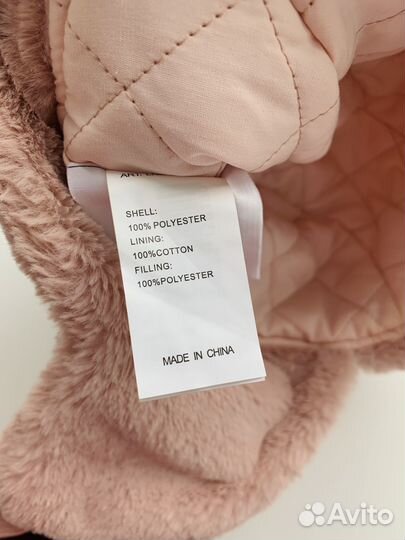 SHELL:
100% POLYESTER
LINING:
100%COTTON
FILLING:
100%POLYESTER
MADE IN CHINA
Avito